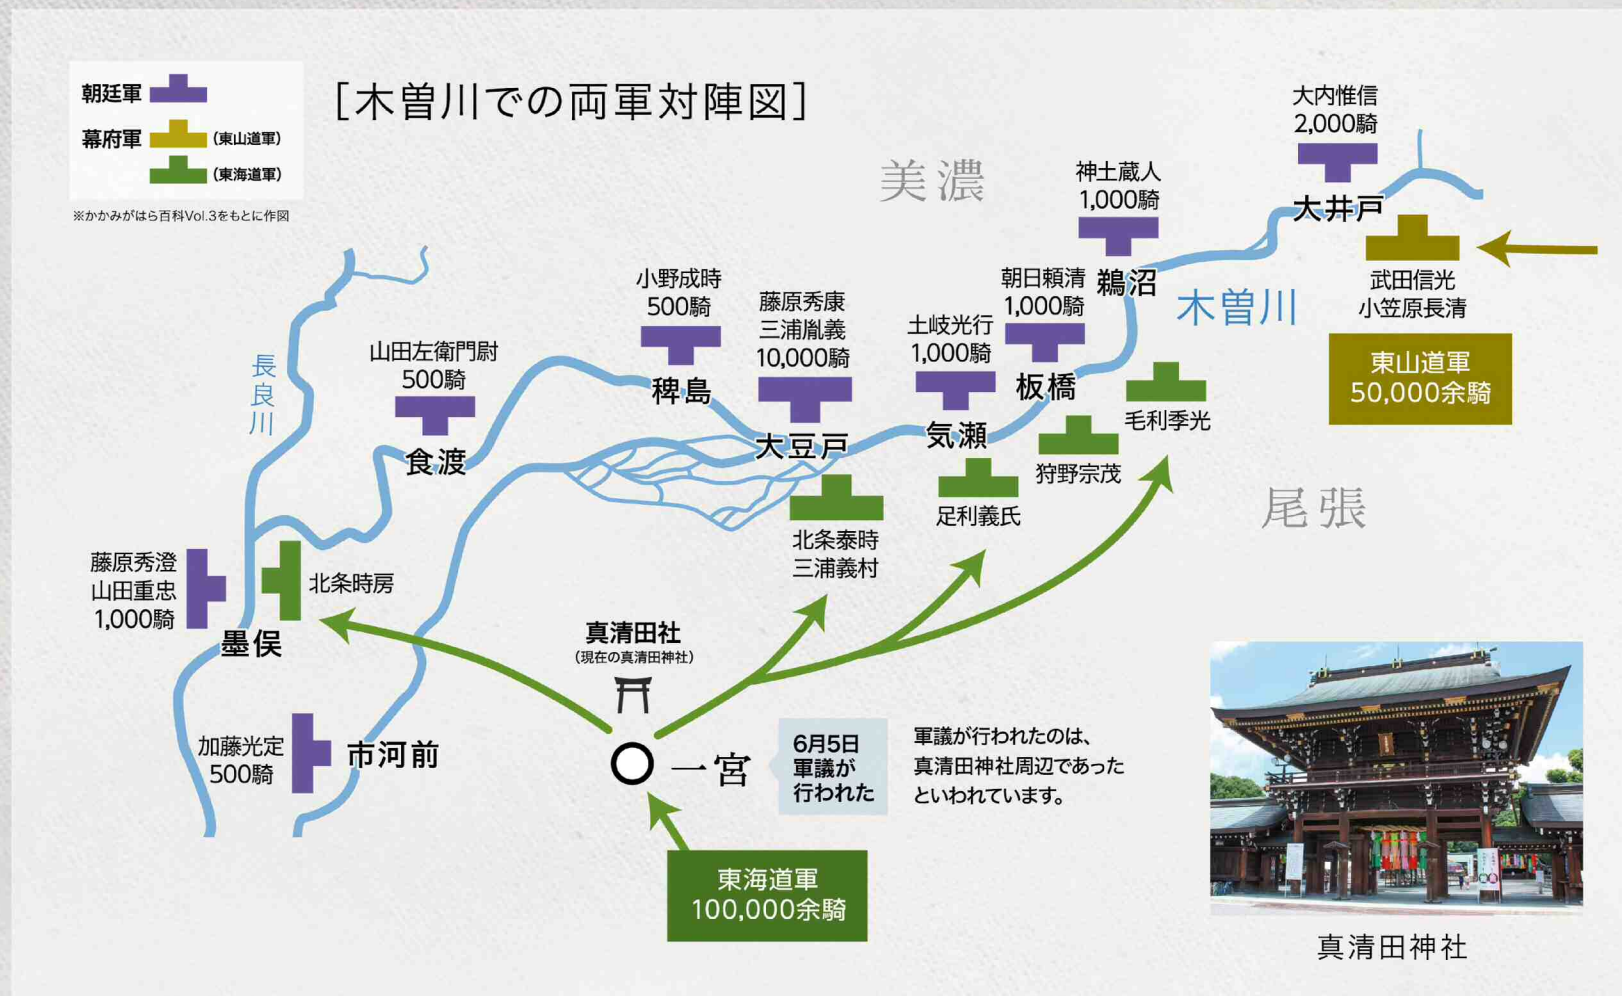 朝廷軍
幕府軍
(東山道軍)
(東海道軍)
※かかみがはら百科Vol.3をもとに作図
[木曽川での両軍対陣図]
美濃
大内惟信
2,000騎
大井戸
神土蔵人
1,000騎
鵜沼
木曽川
武田信光
小笠原長清
東山道軍
50,000余騎
朝日頼清
1,000騎
板橋
土岐光行
1,000騎
気瀬
毛利季光
狩野宗茂
足利義氏
尾張
小野成時
500騎
稗島
藤原秀康
三浦胤義
10,000騎
大豆戸
北条泰時
三浦義村
山田左衛門尉
500騎
食渡
長良川
藤原秀澄
山田重忠
1,000騎
墨俣
北条時房
加藤光定
500騎
市河前
真清田社
(現在の真清田神社)
一宮
6月5日
軍議が
行われた
軍議が行われたのは、
真清田神社周辺であった
といわれています。
東海道軍
100,000余騎
真清田神社